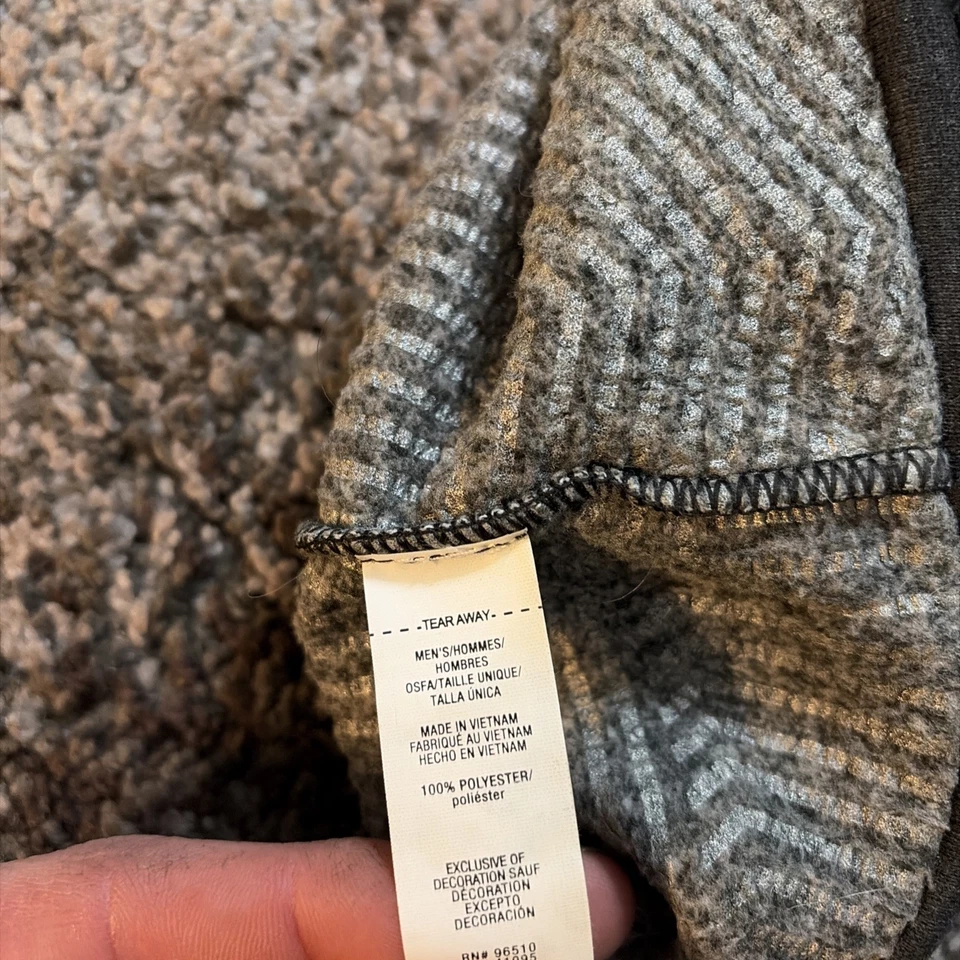 -TEAR AWAY-
MEN'S/HOMMES/
HOMBRES
OSFA/TAILLE UNIQUE/
TALLA ÚNICA
MADE IN VIETNAM
FABRIQUÉ AU VIETNAM
HECHO EN VIETNAM
100% POLYESTER/
poliéster
EXCLUSIVE OF
DECORATION SAUF
DÉCORATION
EXCEPTO
DECORACIÓN
RN# 96510